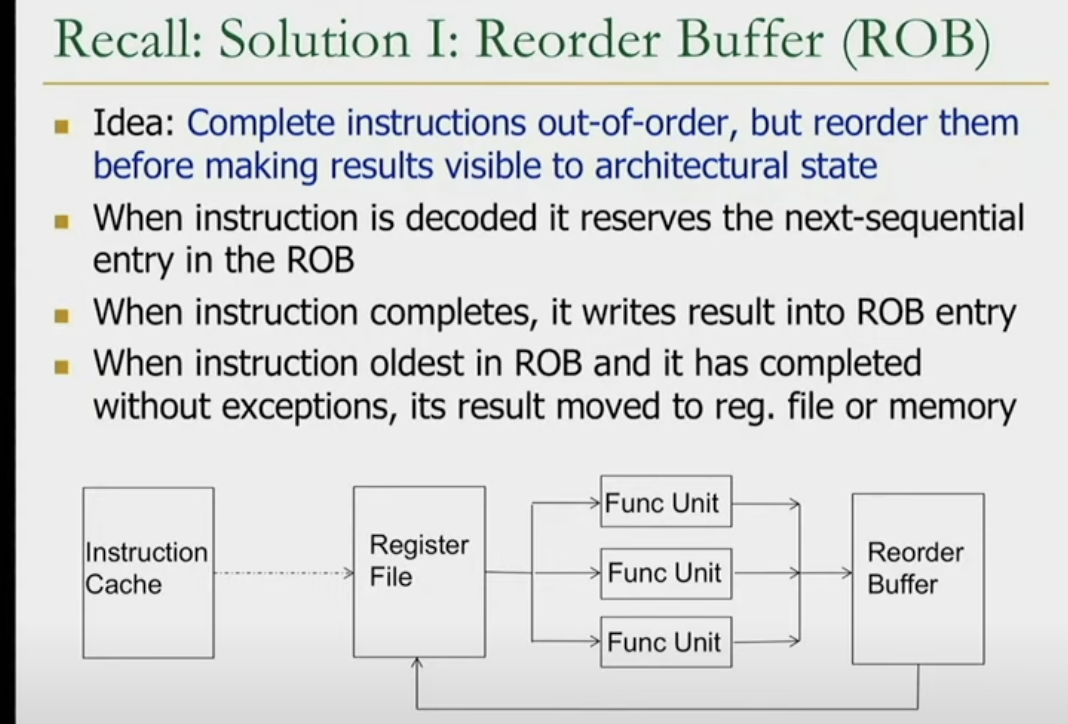 Recall: Solution I: Reorder Buffer (ROB)
Idea: Complete instructions out-of-order, but reorder them
before making results visible to architectural state
When instruction is decoded it reserves the next-sequential
entry in the ROB
When instruction completes, it writes result into ROB entry
When instruction oldest in ROB and it has completed
without exceptions, its result moved to reg. file or memory
Instruction
Cache
Register
File
Func Unit
Func Unit
Func Unit
Reorder
Buffer